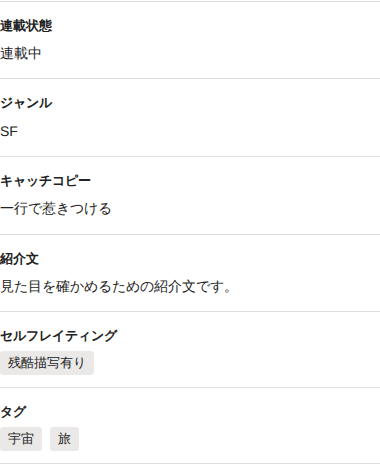 連載状態
連載中
ジャンル
SF
キャッチコピー
一行で惹きつける
紹介文
見た目を確かめるための紹介文です。
セルフレイティング
残酷描写有り
タグ
宇宙 旅